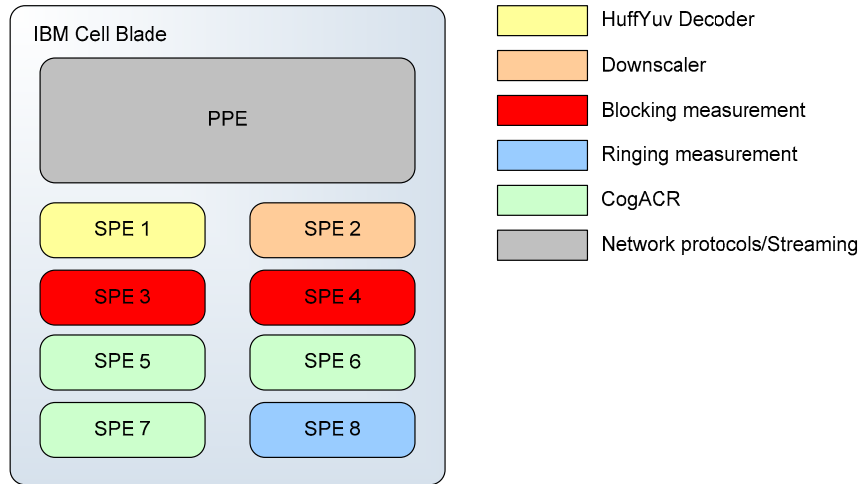 IBM Cell Blade
PPE
SPE 1
SPE 2
SPE 3
SPE 4
SPE 5
SPE 6
SPE 7
SPE 8
HuffYuv Decoder
Downscaler
Blocking measurement
Ringing measurement
CogACR
Network protocols/Streaming